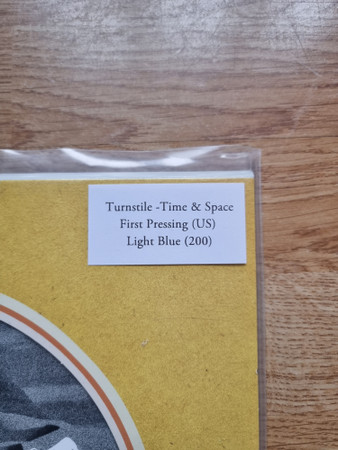 Turnstile -Time & Space
First Pressing (US)
Light Blue (200)